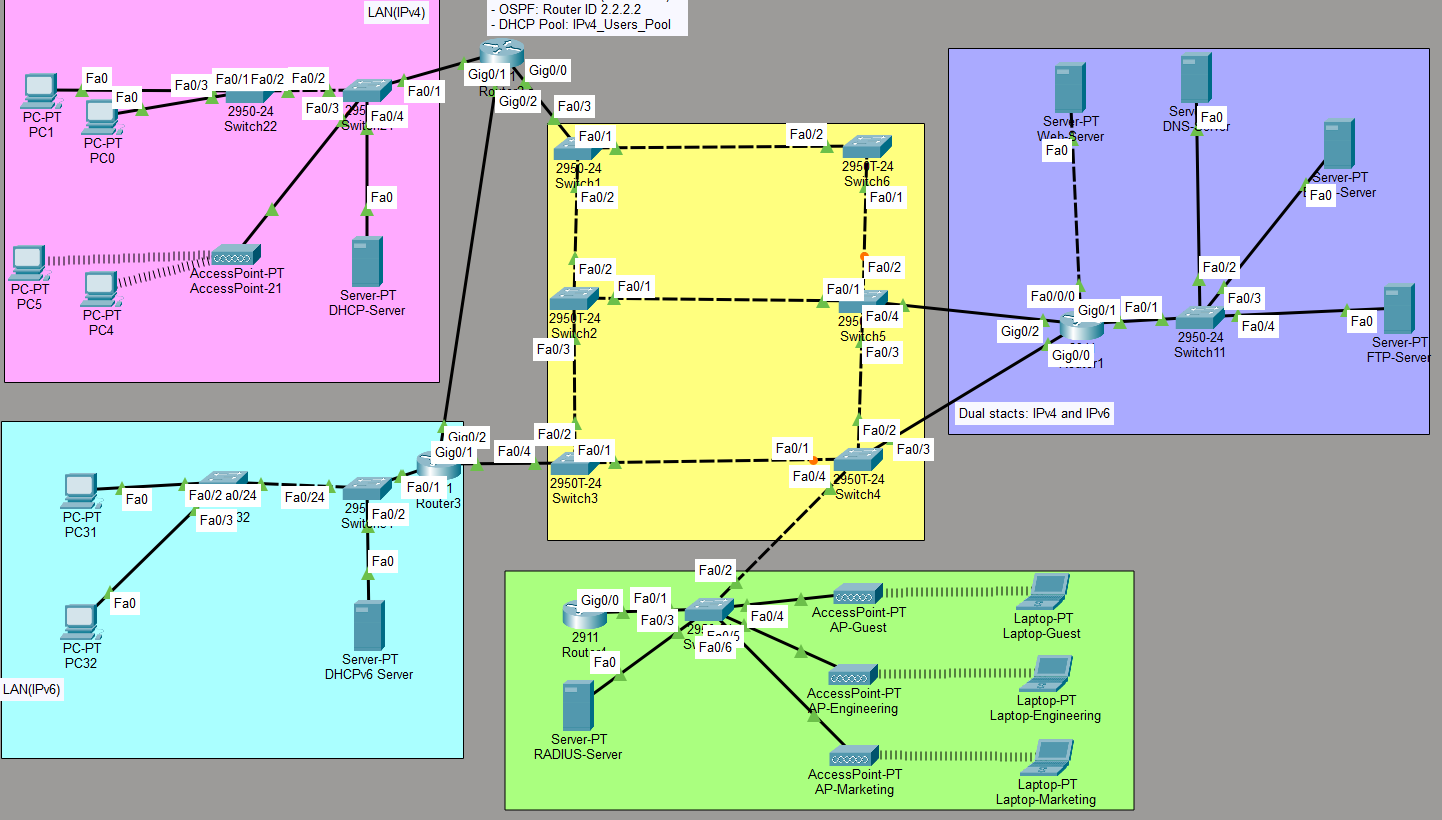 LAN(IPv4)
- OSPF: Router ID 2.2.2.2
- DHCP Pool: IPv4_Users_Pool
Fa0
Fa0
Fa0/3
Fa0/1
Fa0/2
Fa0/2
Fa0/3
Fa0/4
Fa0/1
PC-PT
PC1
PC-PT
PC0
2950-24
Switch22
Fa0
PC-PT
PC5
PC-PT
PC4
AccessPoint-PT
AccessPoint-21
Server-PT
DHCP-Server
Gig0/1
Gig0/0
Gig0/2
Fa0/3
Fa0/1
2950-24
Switch1
Fa0/2
Fa0/2
2950T-24
Switch6
Fa0/1
Fa0/2
Fa0/1
2950T-24
Switch2
Fa0/3
Fa0/2
Fa0/1
Fa0/4
Switch5
Fa0/3
Fa0/2
Fa0/1
Fa0/4
2950T-24
Switch3
Fa0/1
Fa0/4
Fa0/2
Fa0/3
2950T-24
Switch4
Server-PT
Web-Server
Fa0
Fa0
Server-PT
Fa0
Fa0/0/0
Gig0/1
Fa0/1
Gig0/2
Gig0/0
Fa0/2
Fa0/3
Fa0/4
2950-24
Switch11
Fa0
Server-PT
FTP-Server
Dual stacts: IPv4 and IPv6
Gig0/2
Gig0/1
Router3
Fa0/1
PC-PT
PC31
Fa0
Fa0/2
a0/24
Fa0/3
Fa0/24
Fa0/2
Fa0
Fa0
PC-PT
PC32
Server-PT
DHCPv6 Server
LAN(IPv6)
Fa0/2
Gig0/0
Fa0/1
Fa0/3
Fa0/4
Fa0/6
2911
Fa0
Server-PT
RADIUS-Server
AccessPoint-PT
AP-Guest
Laptop-PT
Laptop-Guest
AccessPoint-PT
AP-Engineering
Laptop-PT
Laptop-Engineering
AccessPoint-PT
AP-Marketing
Laptop-PT
Laptop-Marketing